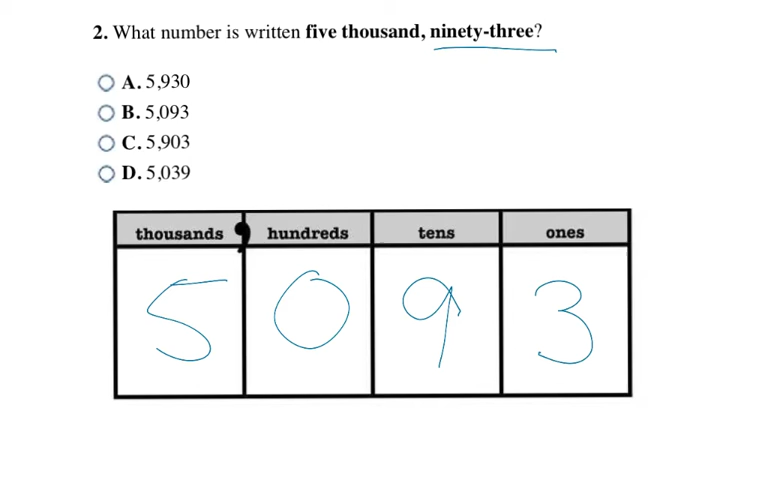 2. What number is written five thousand, ninety-three?
A. 5,930
B. 5,093
C. 5,903
D. 5,039
thousands , hundreds tens ones
5 0 9 3